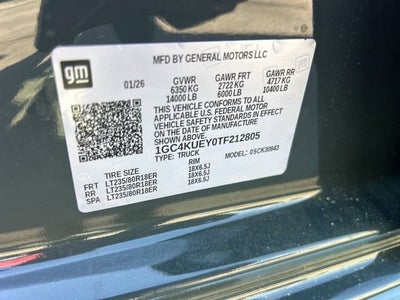 gm
MFD BY GENERAL MOTORS LLC
01/26 GVWR GAWR FRT GAWR RR
6350 KG 2722 KG 4717 KG
14000 LB 6000 LB 10400 LB
THIS VEHICLE CONFORMS TO ALL
APPLICABLE U.S. FEDERAL MOTOR
VEHICLE SAFETY STANDARDS IN EFFECT
ON THE DATE OF MANUFACTURE
SHOWN ABOVE.
1GC4KUEY0TF212805
TYPE: TRUCK MODEL: 05CK30943
TIRE SIZE RIM
FRT LT235/80R18ER 18X6.5J
RR LT235/80R18ER 18X6.5J
SPA LT235/80R18ER 18X6.5J